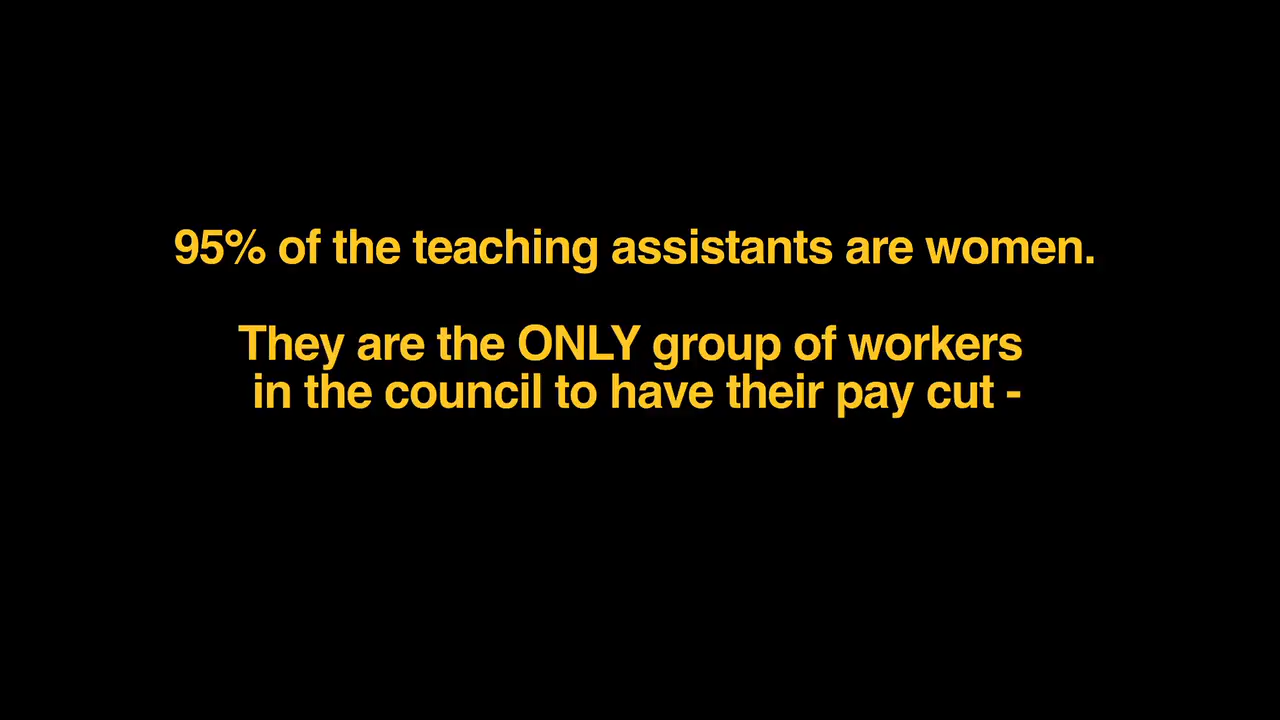 95% of the teaching assistants are women.
They are the ONLY group of workers
in the council to have their pay cut -